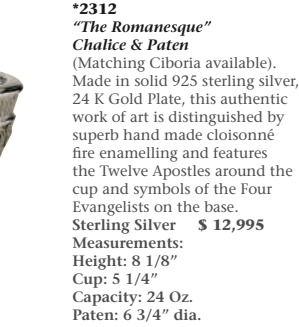 *2312
“The Romanesque”
Chalice & Paten
(Matching Ciboria available).
Made in solid 925 sterling silver,
24 K Gold Plate, this authentic
work of art is distinguished by
superb hand made cloisonné
fire enamelling and features
the Twelve Apostles around the
cup and symbols of the Four
Evangelists on the base.
Sterling Silver $ 12,995
Measurements:
Height: 8 1/8”
Cup: 5 1/4”
Capacity: 24 Oz.
Paten: 6 3/4” dia.